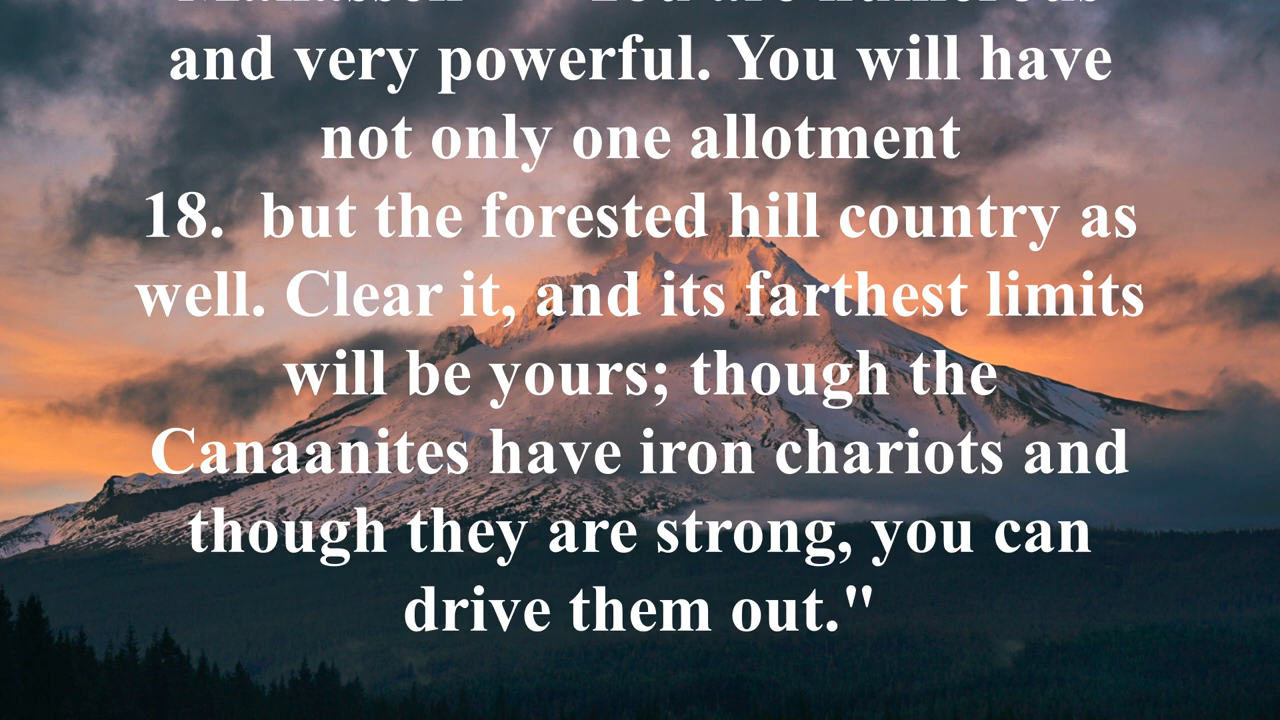 and very powerful. You will have
not only one allotment
18. but the forested hill country as
well. Clear it, and its farthest limits
will be yours; though the
Canaanites have iron chariots and
though they are strong, you can
drive them out."